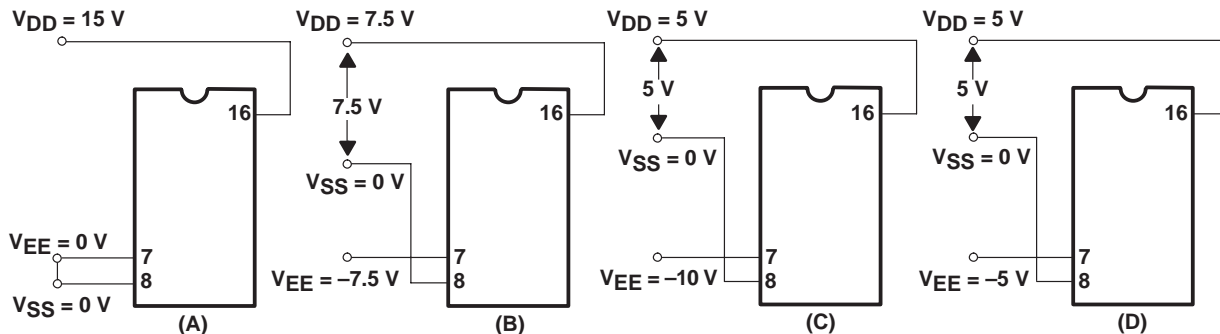 VDD = 15 V
16
VEE = 0 V
7
8
VSS = 0 V
(A)
VDD = 7.5 V
7.5 V
16
VSS = 0 V
7
VEE = –7.5 V
8
(B)
VDD = 5 V
5 V
16
VSS = 0 V
7
VEE = –10 V
8
(C)
VDD = 5 V
5 V
16
VSS = 0 V
7
VEE = –5 V
8
(D)